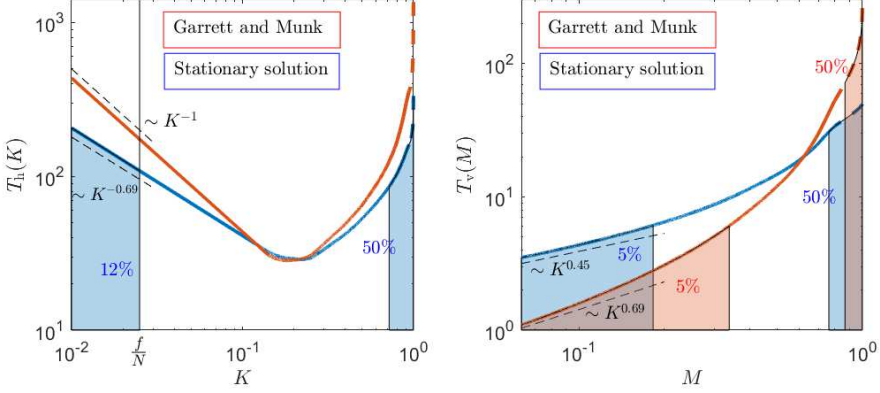 Garrett and Munk
Stationary solution
10^3
10^2
10^1
T_h(K)
~ K^{-1}
~ K^{-0.69}
12%
50%
10^{-2}
f/N
10^{-1}
10^0
K
Garrett and Munk
Stationary solution
10^2
10^1
10^0
T_v(M)
50%
50%
5%
5%
~ K^{0.45}
~ K^{0.69}
10^{-1}
10^0
M